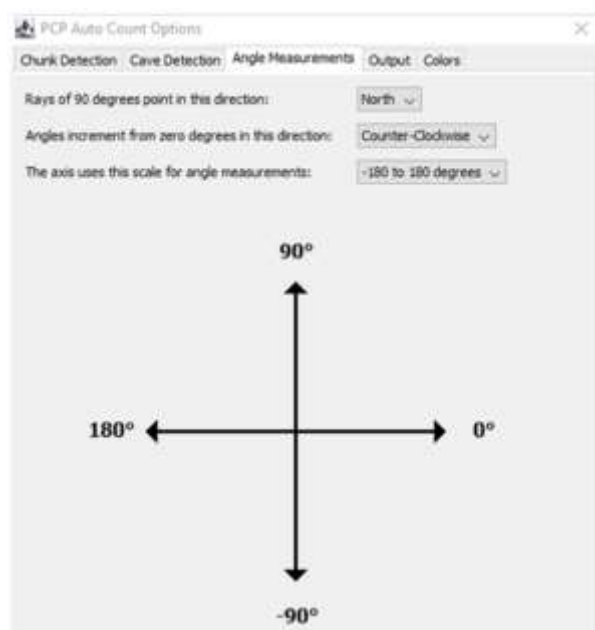 PCP Auto Count Options
Chunk Detection Cave Detection Angle Measurements Output Colors
Rays of 90 degrees point in this direction: North
Angles increment from zero degrees in this direction: Counter-Clockwise
The axis uses this scale for angle measurements: -180 to 180 degrees
90°
180° 0°
-90°